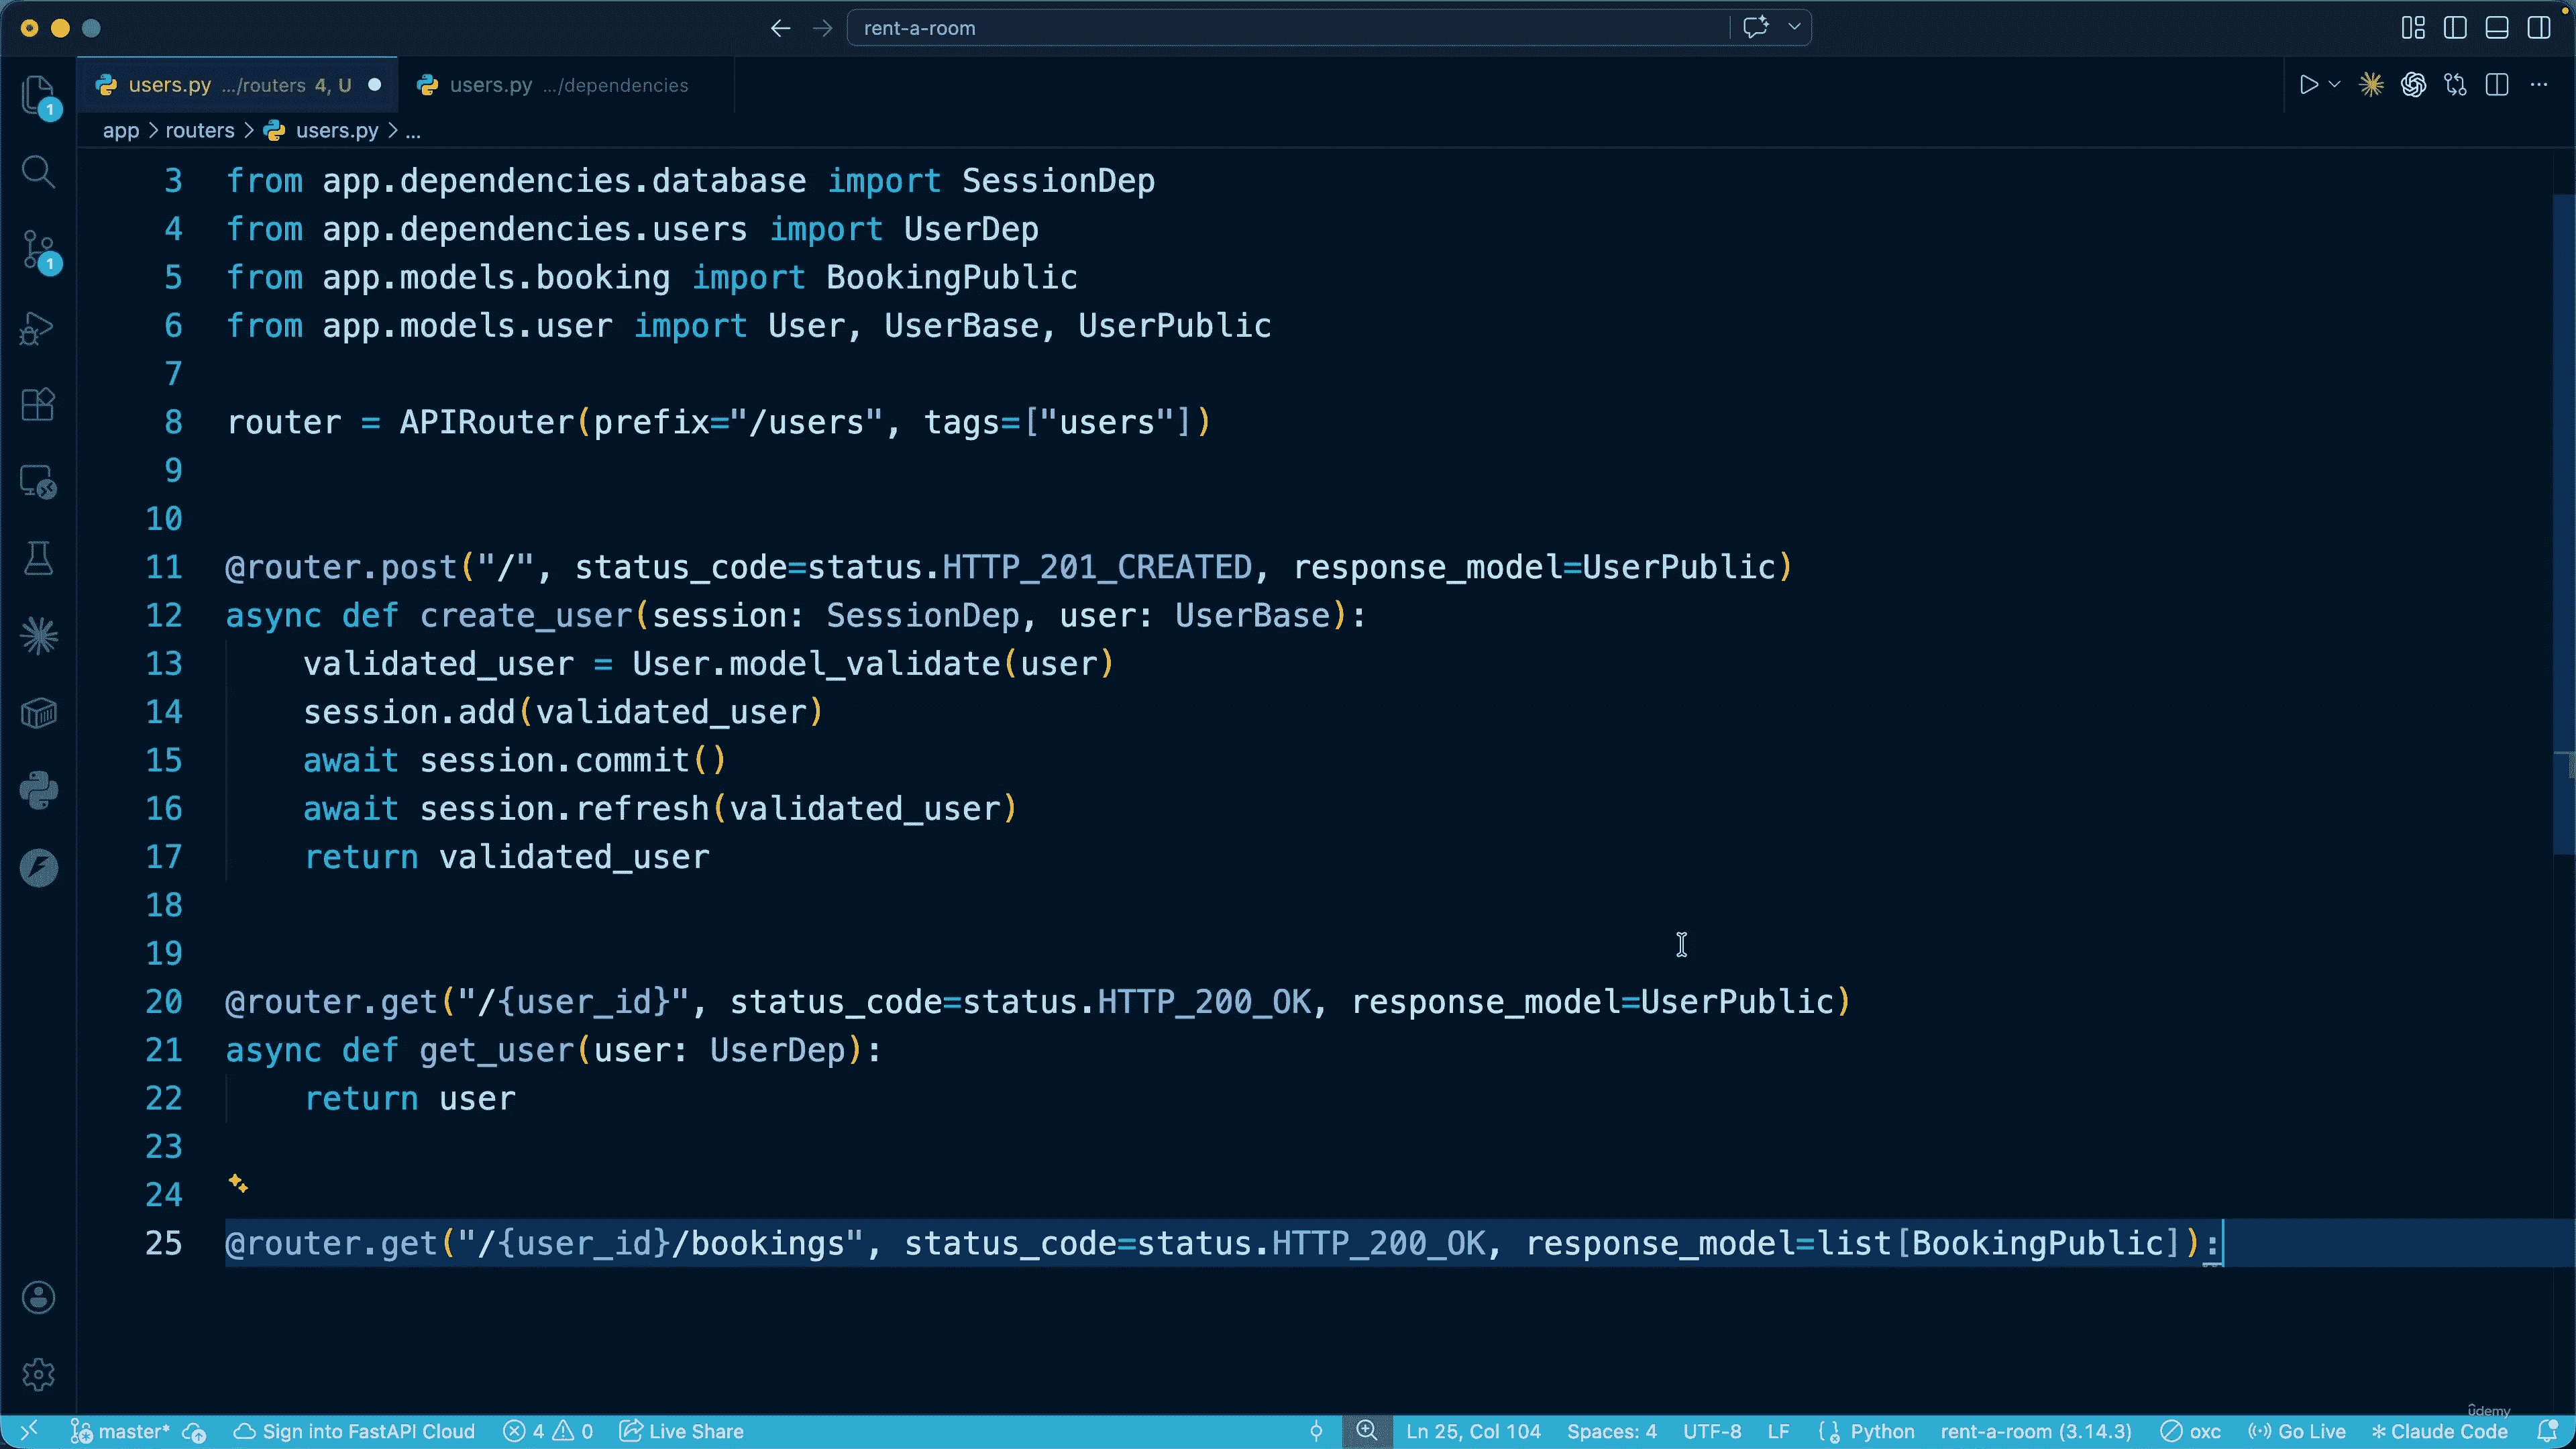 rent-a-room
users.py .../routers 4, U
users.py .../dependencies
app > routers > users.py > ...
1
1
3 from app.dependencies.database import SessionDep
4 from app.dependencies.users import UserDep
5 from app.models.booking import BookingPublic
6 from app.models.user import User, UserBase, UserPublic
7
8 router = APIRouter(prefix="/users", tags=["users"])
9
10
11 @router.post("/", status_code=status.HTTP_201_CREATED, response_model=UserPublic)
12 async def create_user(session: SessionDep, user: UserBase):
13 validated_user = User.model_validate(user)
14 session.add(validated_user)
15 await session.commit()
16 await session.refresh(validated_user)
17 return validated_user
18
19
20 @router.get("/{user_id}", status_code=status.HTTP_200_OK, response_model=UserPublic)
21 async def get_user(user: UserDep):
22 return user
23
24
25 @router.get("/{user_id}/bookings", status_code=status.HTTP_200_OK, response_model=list[BookingPublic]):
udemy
master* Sign into FastAPI Cloud 4 0 Live Share Ln 25, Col 104 Spaces: 4 UTF-8 LF Python rent-a-room (3.14.3) oxc Go Live Claude Code